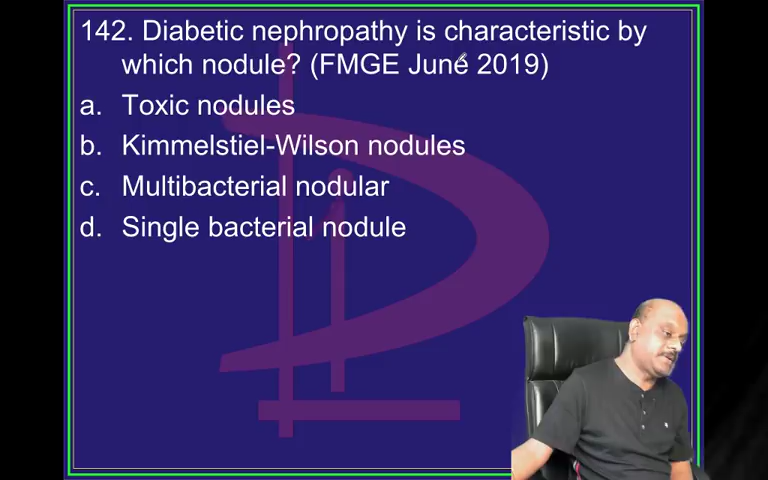 142. Diabetic nephropathy is characteristic by
which nodule? (FMGE June 2019)
a. Toxic nodules
b. Kimmelstiel-Wilson nodules
c. Multibacterial nodular
d. Single bacterial nodule